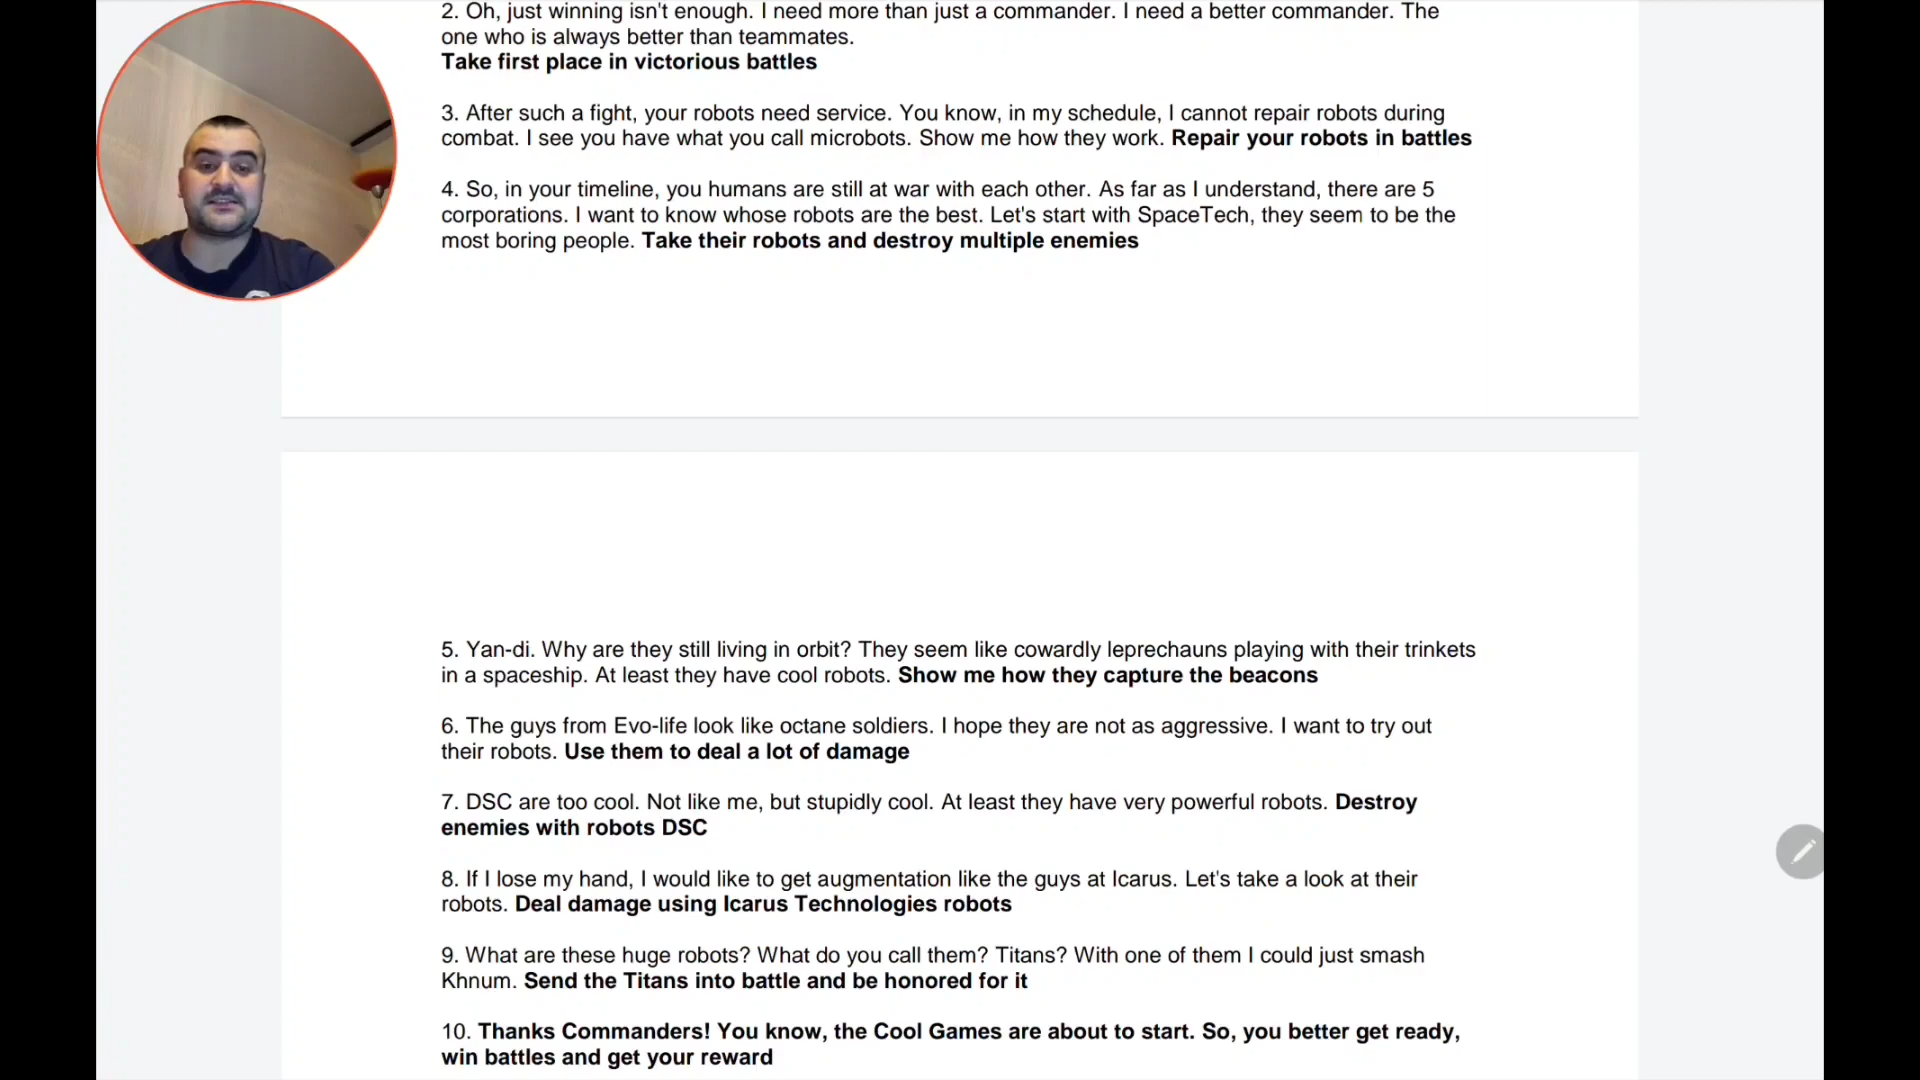 2. Oh, just winning isn't enough. I need more than just a commander. I need a better commander. The
one who is always better than teammates.
Take first place in victorious battles
3. After such a fight, your robots need service. You know, in my schedule, I cannot repair robots during
combat. I see you have what you call microbots. Show me how they work. Repair your robots in battles
4. So, in your timeline, you humans are still at war with each other. As far as I understand, there are 5
corporations. I want to know whose robots are the best. Let's start with SpaceTech, they seem to be the
most boring people. Take their robots and destroy multiple enemies
5. Yan-di. Why are they still living in orbit? They seem like cowardly leprechauns playing with their trinkets
in a spaceship. At least they have cool robots. Show me how they capture the beacons
6. The guys from Evo-life look like octane soldiers. I hope they are not as aggressive. I want to try out
their robots. Use them to deal a lot of damage
7. DSC are too cool. Not like me, but stupidly cool. At least they have very powerful robots. Destroy
enemies with robots DSC
8. If I lose my hand, I would like to get augmentation like the guys at Icarus. Let's take a look at their
robots. Deal damage using Icarus Technologies robots
9. What are these huge robots? What do you call them? Titans? With one of them I could just smash
Khnum. Send the Titans into battle and be honored for it
10. Thanks Commanders! You know, the Cool Games are about to start. So, you better get ready,
win battles and get your reward